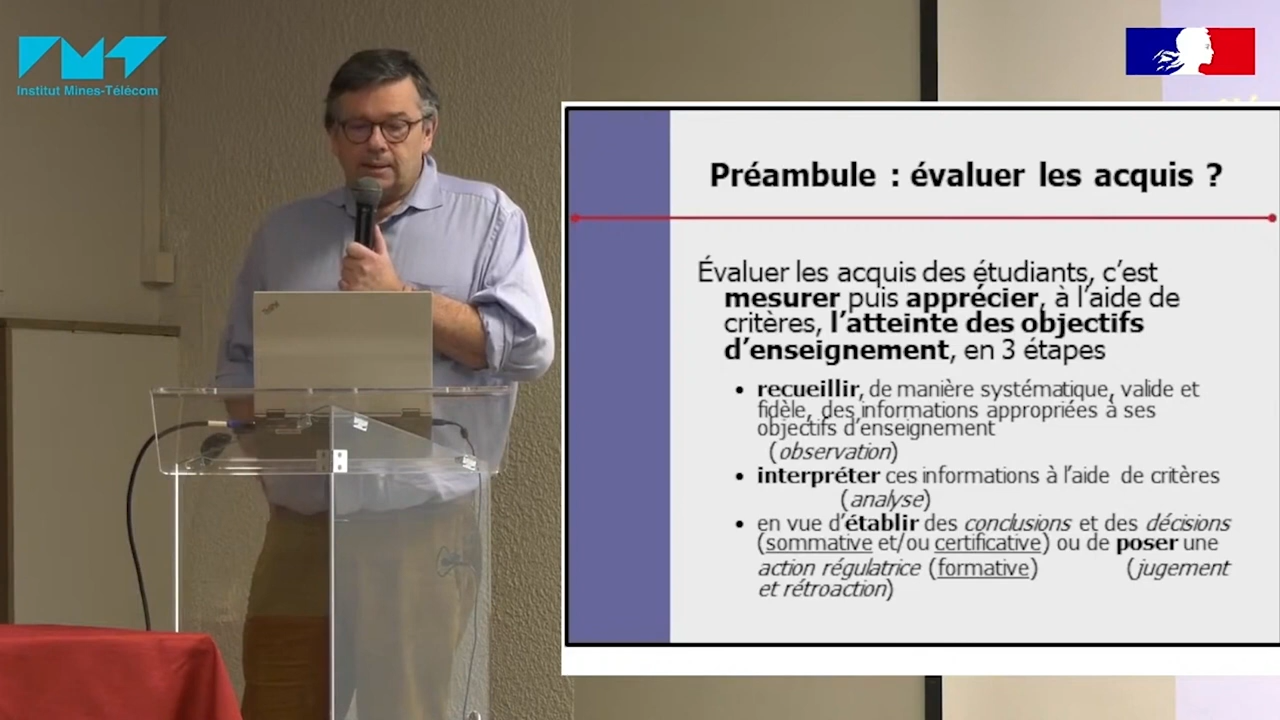 IMT
Institut Mines-Télécom
Préambule : évaluer les acquis ?
Évaluer les acquis des étudiants, c’est
mesurer puis apprécier, à l’aide de
critères, l’atteinte des objectifs
d’enseignement, en 3 étapes
• recueillir, de manière systématique, valide et
fidèle, des informations appropriées à ses
objectifs d’enseignement
(observation)
• interpréter ces informations à l’aide de critères
(analyse)
• en vue d’établir des conclusions et des décisions
(sommative et/ou certificative) ou de poser une
action régulatrice (formative) (jugement
et rétroaction)